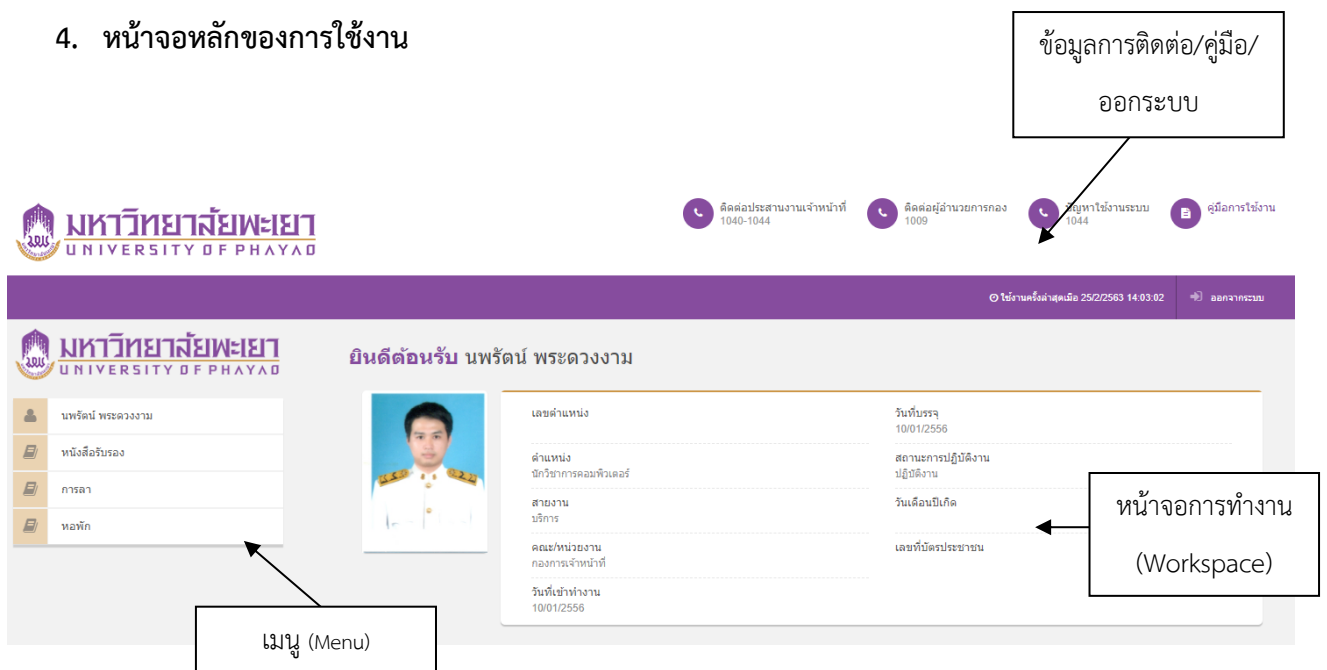 4. หน้าจอหลักของการใช้งาน
ข้อมูลการติดต่อ/คู่มือ/
ออกระบบ
มหาวิทยาลัยพะเยา
UNIVERSITY OF PHAYAO
ติดต่อประสานงานเจ้าหน้าที่
1040-1044
ติดต่อผู้อำนวยการกอง
1009
ปัญหาใช้งานระบบ
1044
คู่มือการใช้งาน
ใช้งานครั้งล่าสุดเมื่อ 25/2/2563 14:03:02
ออกจากระบบ
มหาวิทยาลัยพะเยา
UNIVERSITY OF PHAYAO
นพรัตน์ พระดวงงาม
หนังสือรับรอง
การลา
หอพัก
เมนู (Menu)
ยินดีต้อนรับ นพรัตน์ พระดวงงาม
เลขตำแหน่ง
วันที่บรรจุ
10/01/2556
ตำแหน่ง
นักวิชาการคอมพิวเตอร์
สถานะการปฏิบัติงาน
ปฏิบัติงาน
สายงาน
บริการ
วันเดือนปีเกิด
คณะ/หน่วยงาน
กองการเจ้าหน้าที่
เลขที่บัตรประชาชน
วันที่เข้าทำงาน
10/01/2556
หน้าจอการทำงาน
(Workspace)